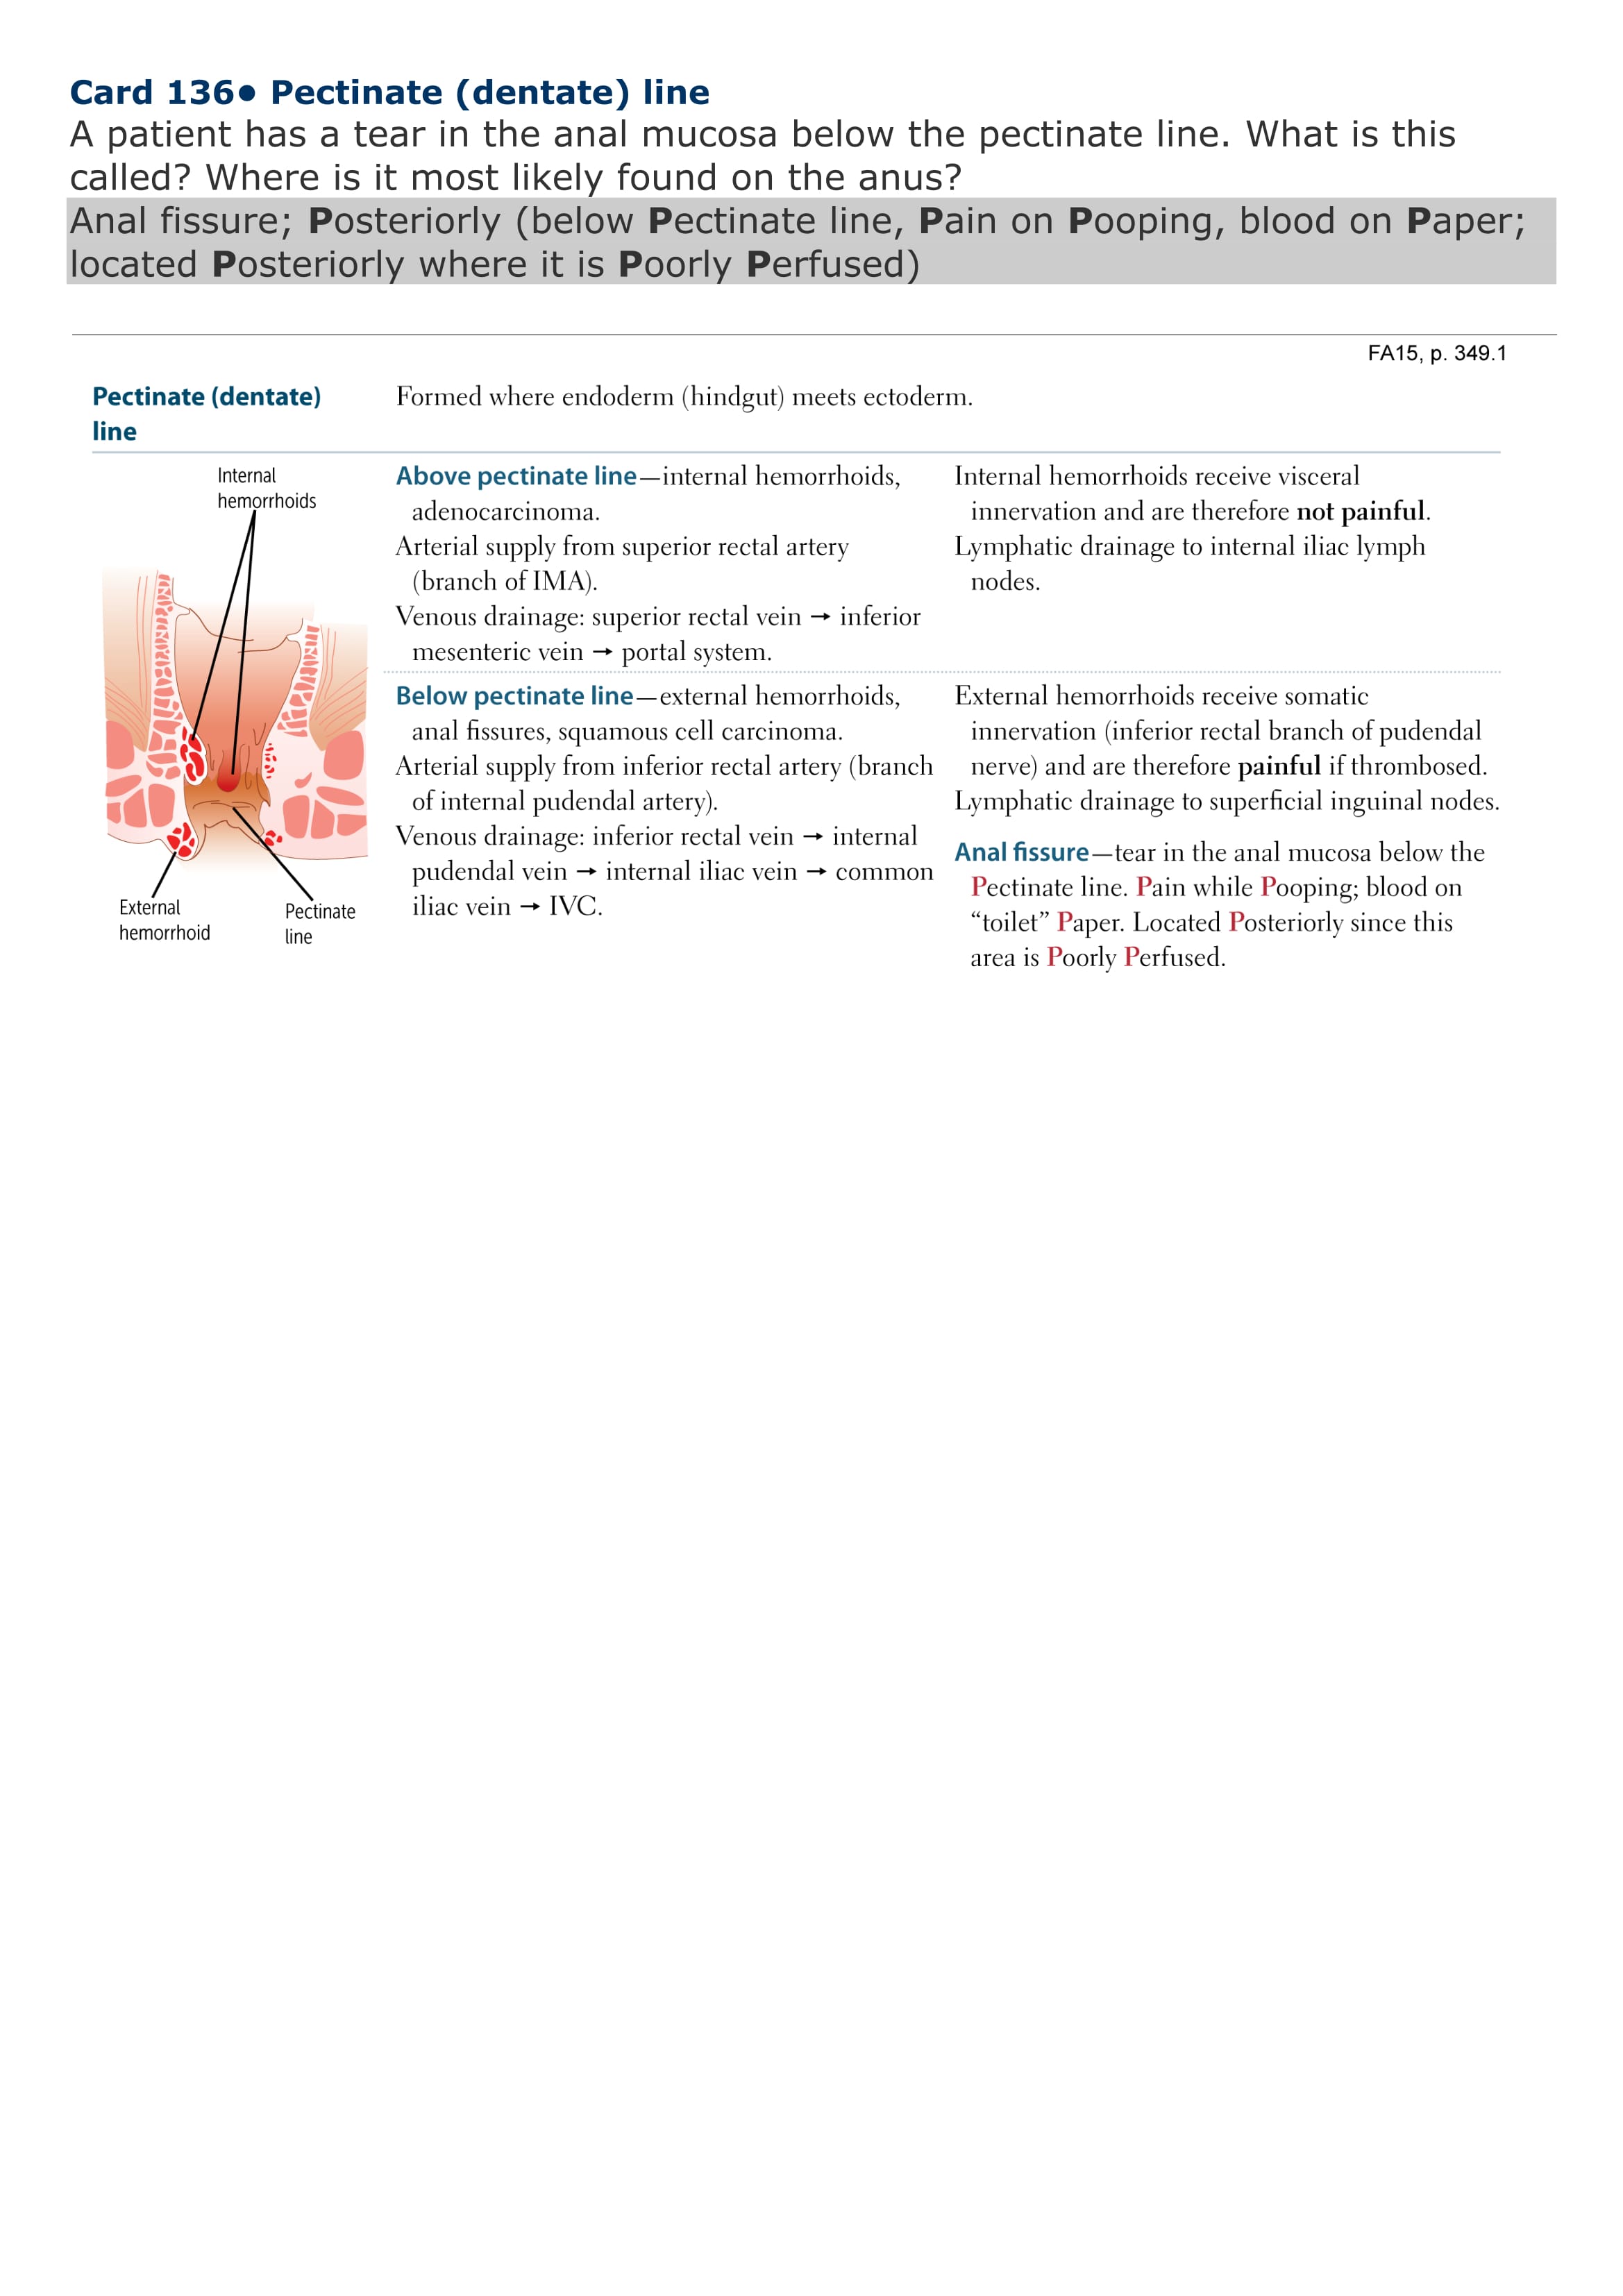 Card 136• Pectinate (dentate) line
A patient has a tear in the anal mucosa below the pectinate line. What is this
called? Where is it most likely found on the anus?
Anal fissure; Posteriorly (below Pectinate line, Pain on Pooping, blood on Paper;
located Posteriorly where it is Poorly Perfused)
FA15, p. 349.1
Pectinate (dentate)
line
Formed where endoderm (hindgut) meets ectoderm.
Internal
hemorrhoids
External
hemorrhoid
Pectinate
line
Above pectinate line—internal hemorrhoids,
adenocarcinoma.
Arterial supply from superior rectal artery
(branch of IMA).
Venous drainage: superior rectal vein → inferior
mesenteric vein → portal system.
Internal hemorrhoids receive visceral
innervation and are therefore not painful.
Lymphatic drainage to internal iliac lymph
nodes.
Below pectinate line—external hemorrhoids,
anal fissures, squamous cell carcinoma.
Arterial supply from inferior rectal artery (branch
of internal pudendal artery).
Venous drainage: inferior rectal vein → internal
pudendal vein → internal iliac vein → common
iliac vein → IVC.
External hemorrhoids receive somatic
innervation (inferior rectal branch of pudendal
nerve) and are therefore painful if thrombosed.
Lymphatic drainage to superficial inguinal nodes.
Anal fissure—tear in the anal mucosa below the
Pectinate line. Pain while Pooping; blood on
“toilet” Paper. Located Posteriorly since this
area is Poorly Perfused.